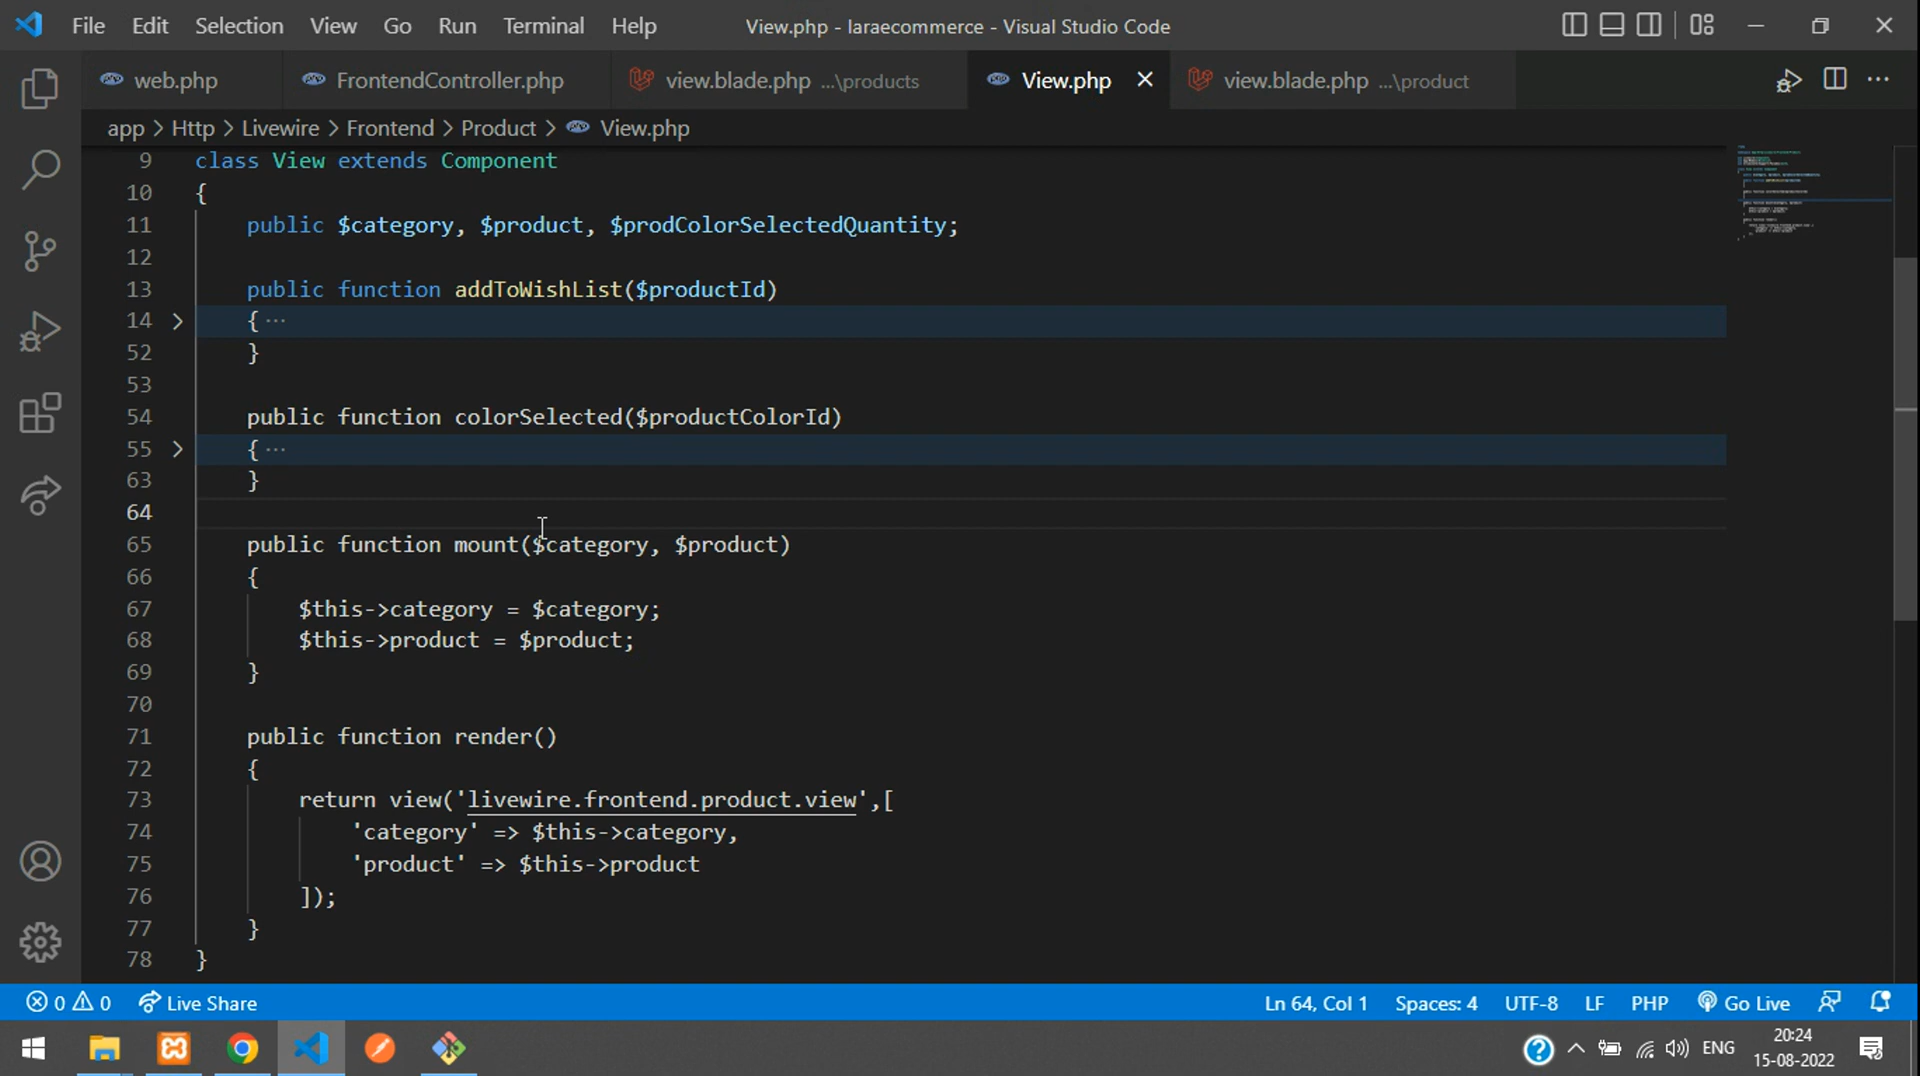 File Edit Selection View Go Run Terminal Help View.php - laraecommerce - Visual Studio Code
web.php FrontendController.php view.blade.php ...\products View.php view.blade.php ...\product
app > Http > Livewire > Frontend > Product > View.php
9 class View extends Component
10 {
11 public $category, $product, $prodColorSelectedQuantity;
12
13 public function addToWishList($productId)
14 { ...
52 }
53
54 public function colorSelected($productColorId)
55 { ...
63 }
64
65 public function mount($category, $product)
66 {
67 $this->category = $category;
68 $this->product = $product;
69 }
70
71 public function render()
72 {
73 return view('livewire.frontend.product.view',[
74 'category' => $this->category,
75 'product' => $this->product
76 ]);
77 }
78 }
0 0 Live Share Ln 64, Col 1 Spaces: 4 UTF-8 LF PHP Go Live
ENG 20:24
15-08-2022